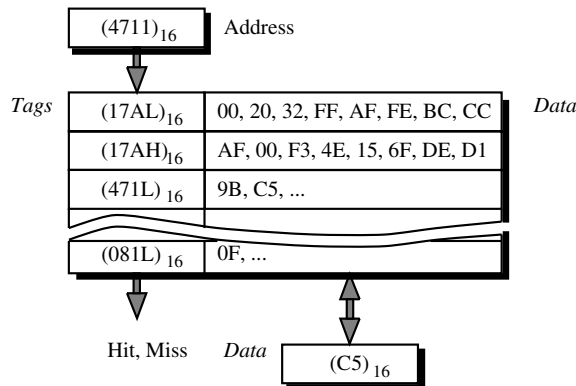 (4711)16 Address
Tags (17AL)16 00, 20, 32, FF, AF, FE, BC, CC Data
(17AH)16 AF, 00, F3, 4E, 15, 6F, DE, D1
(471L) 16 9B, C5, ...
(081L) 16 0F, ...
Hit, Miss Data
(C5) 16